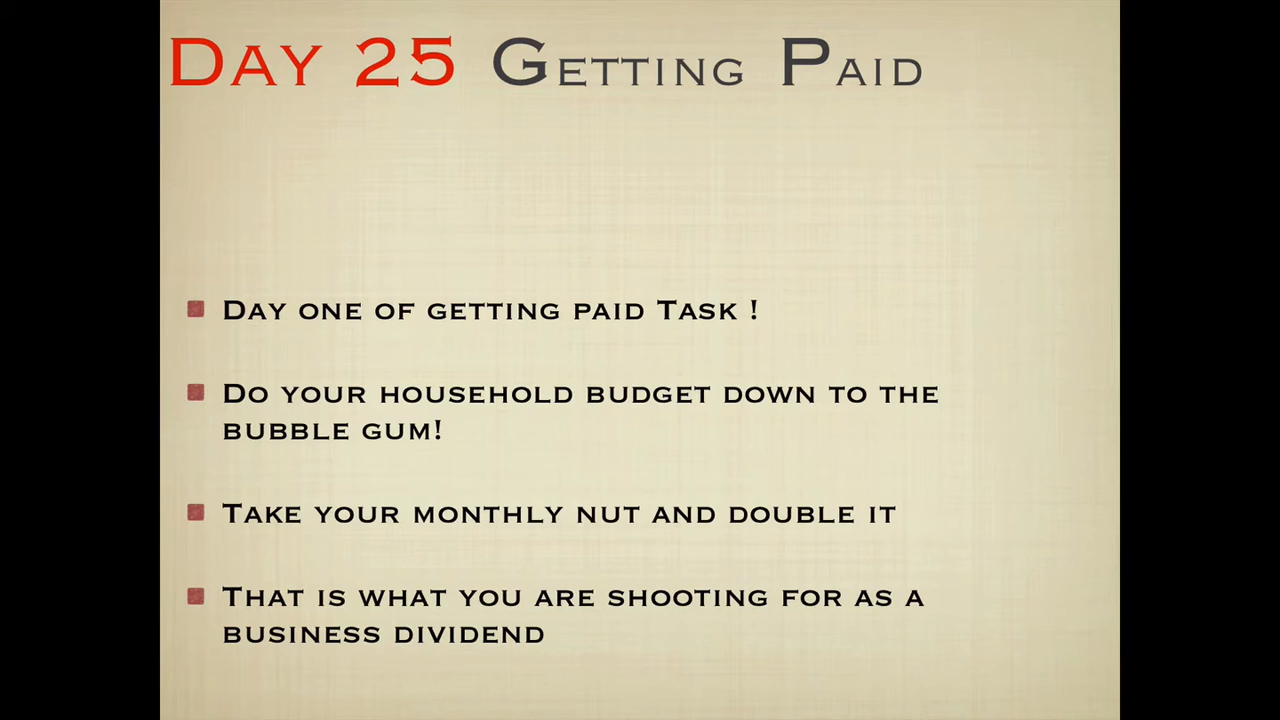 Day 25 Getting Paid
Day one of getting paid Task !
Do your household budget down to the
bubble gum!
Take your monthly nut and double it
That is what you are shooting for as a
business dividend